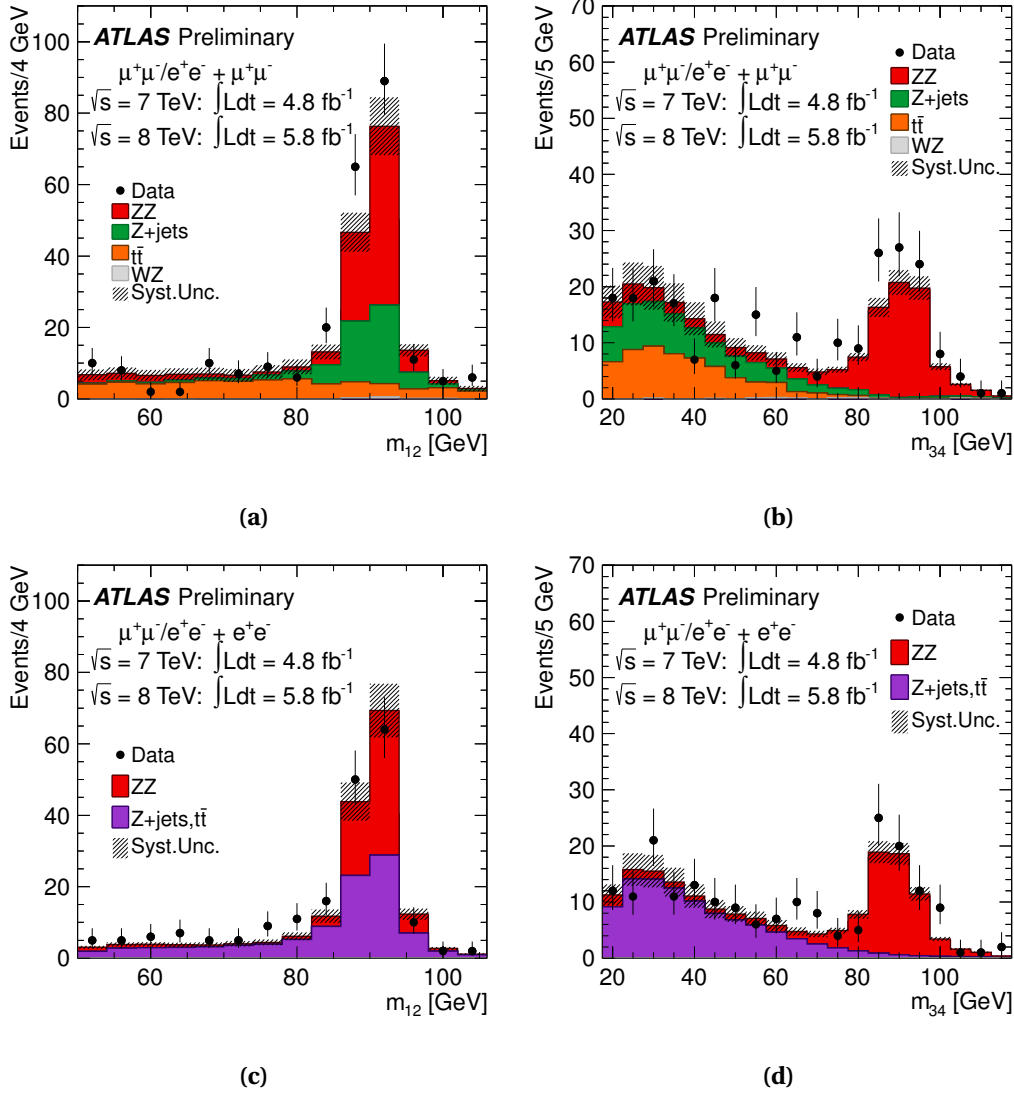 Events/4 GeV
100
80
60
40
20
0
ATLAS Preliminary
μ⁺μ⁻/e⁺e⁻ + μ⁺μ⁻
√s = 7 TeV: ∫Ldt = 4.8 fb⁻¹
√s = 8 TeV: ∫Ldt = 5.8 fb⁻¹
Data
ZZ
Z+jets
tt̄
WZ
Syst.Unc.
60 80 100
m₁₂ [GeV]
(a)
Events/5 GeV
70
60
50
40
30
20
10
0
ATLAS Preliminary
μ⁺μ⁻/e⁺e⁻ + μ⁺μ⁻
√s = 7 TeV: ∫Ldt = 4.8 fb⁻¹
√s = 8 TeV: ∫Ldt = 5.8 fb⁻¹
Data
ZZ
Z+jets
tt̄
WZ
Syst.Unc.
20 40 60 80 100
m₃₄ [GeV]
(b)
Events/4 GeV
100
80
60
40
20
0
ATLAS Preliminary
μ⁺μ⁻/e⁺e⁻ + e⁺e⁻
√s = 7 TeV: ∫Ldt = 4.8 fb⁻¹
√s = 8 TeV: ∫Ldt = 5.8 fb⁻¹
Data
ZZ
Z+jets,tt̄
Syst.Unc.
60 80 100
m₁₂ [GeV]
(c)
Events/5 GeV
70
60
50
40
30
20
10
0
ATLAS Preliminary
μ⁺μ⁻/e⁺e⁻ + e⁺e⁻
√s = 7 TeV: ∫Ldt = 4.8 fb⁻¹
√s = 8 TeV: ∫Ldt = 5.8 fb⁻¹
Data
ZZ
Z+jets,tt̄
Syst.Unc.
20 40 60 80 100
m₃₄ [GeV]
(d)